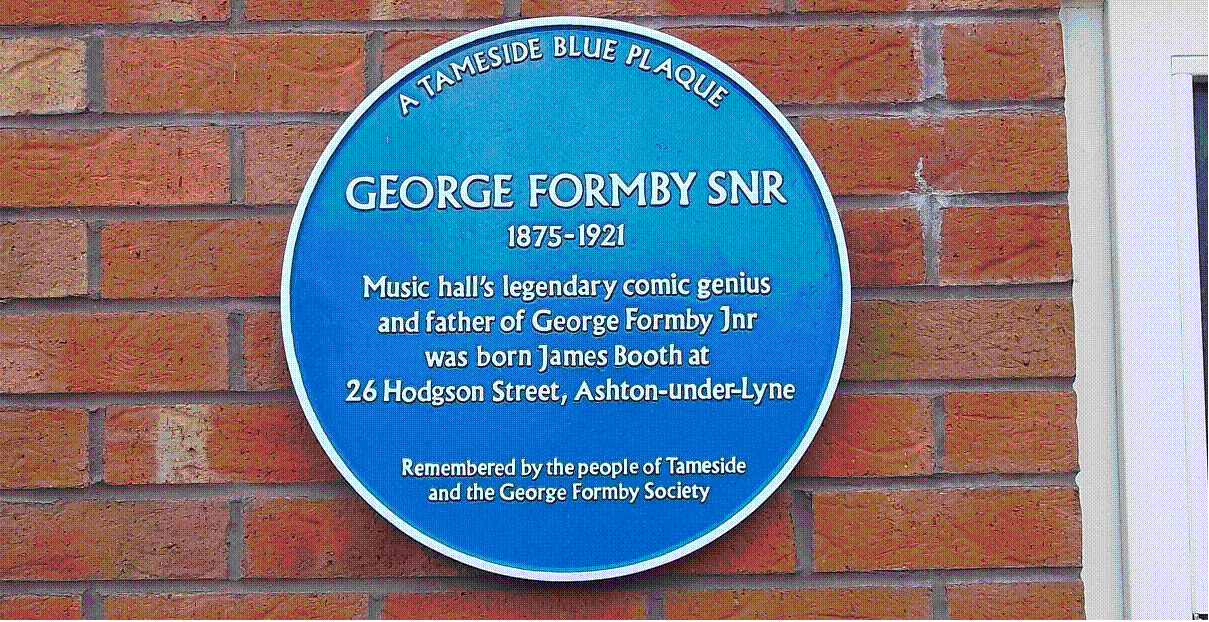 A TAMESIDE BLUE PLAQUE
GEORGE FORMBY SNR
1875-1921
Music hall's legendary comic genius
and father of George Formby Jnr
was born James Booth at
26 Hodgson Street, Ashton-under-Lyne
Remembered by the people of Tameside
and the George Formby Society